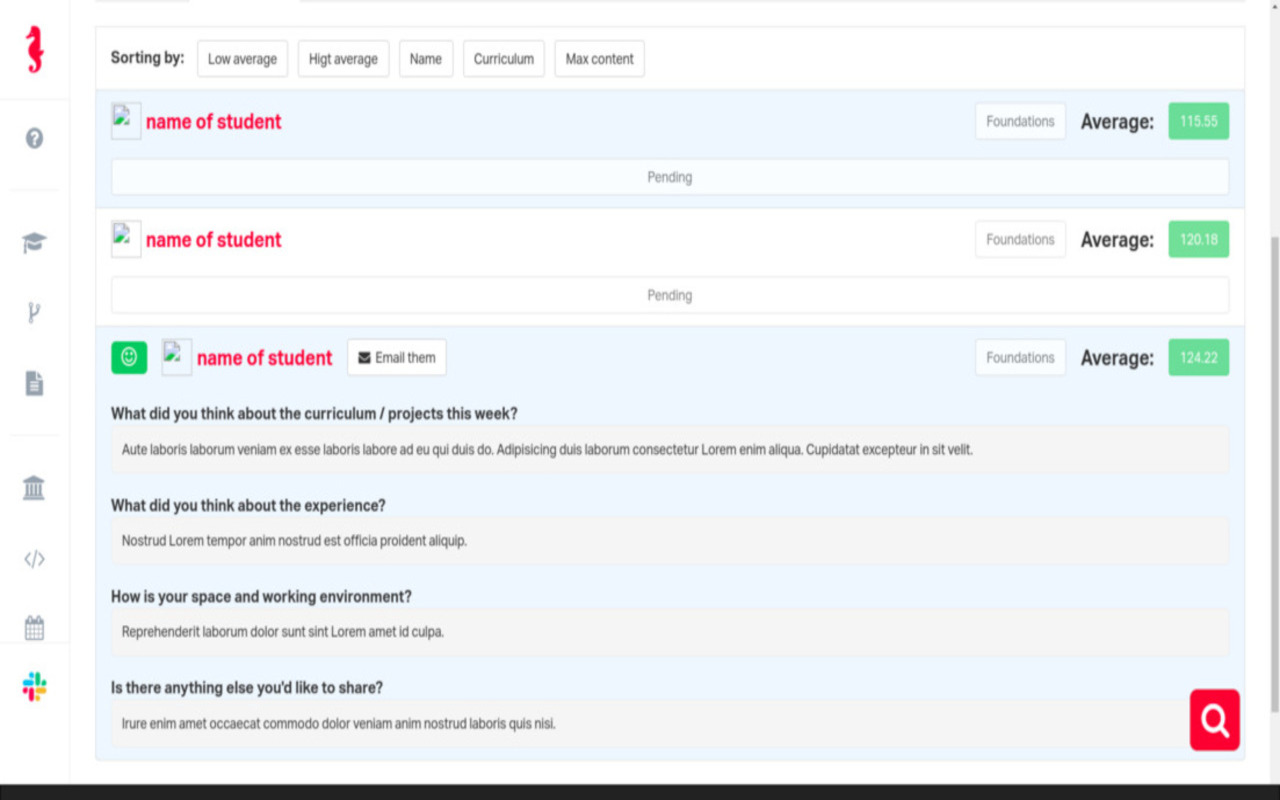 Sorting by: Low average Higt average Name Curriculum Max content
name of student Foundations Average: 115.55
Pending
name of student Foundations Average: 120.18
Pending
name of student Email them Foundations Average: 124.22
What did you think about the curriculum / projects this week?
Aute laboris laborum veniam ex esse laboris labore ad eu qui duis do. Adipisicing duis laborum consectetur Lorem enim aliqua. Cupidatat excepteur in sit velit.
What did you think about the experience?
Nostrud Lorem tempor anim nostrud est officia proident aliquip.
How is your space and working environment?
Reprehenderit laborum dolor sunt sint Lorem amet id culpa.
Is there anything else you'd like to share?
Irure enim amet occaecat commodo dolor veniam anim nostrud laboris quis nisi.